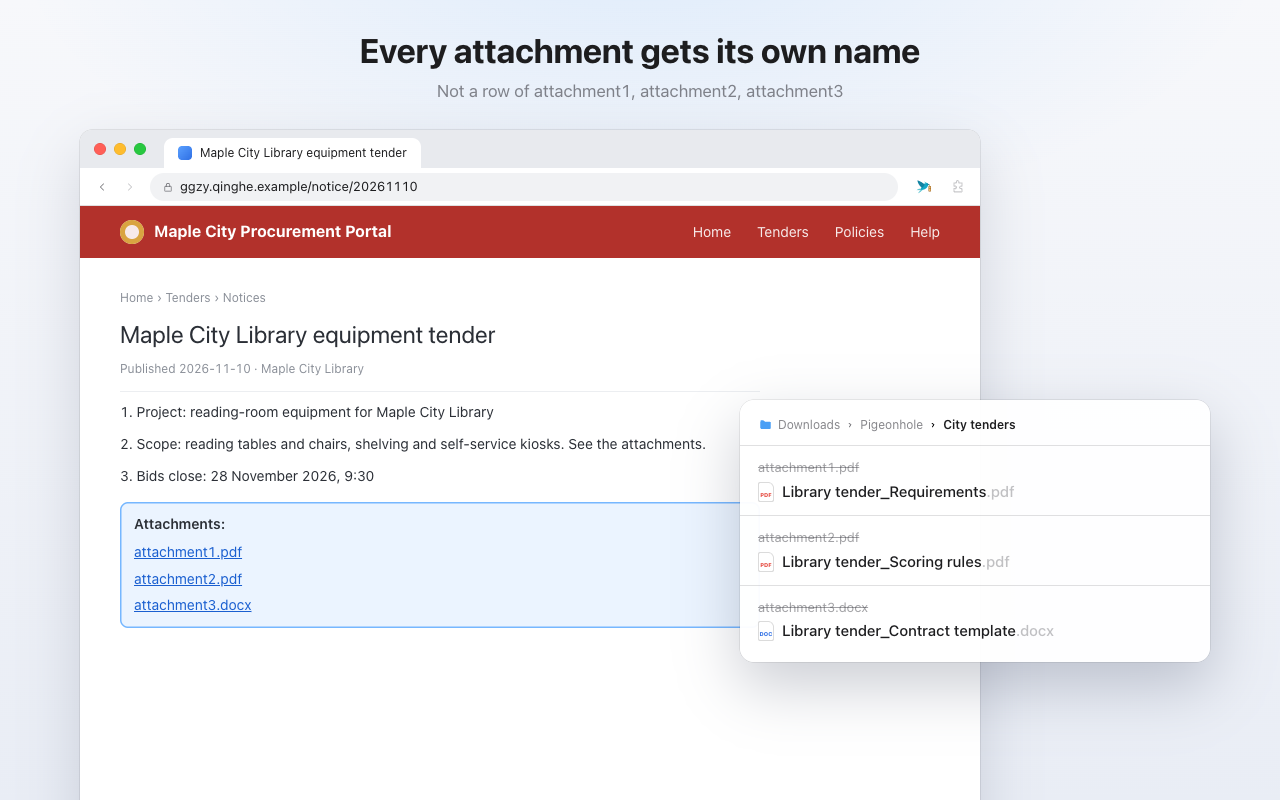 Every attachment gets its own name
Not a row of attachment1, attachment2, attachment3
Maple City Library equipment tender
ggzy.qinghe.example/notice/20261110
Maple City Procurement Portal
Home Tenders Policies Help
Home › Tenders › Notices
Maple City Library equipment tender
Published 2026-11-10 · Maple City Library
1. Project: reading-room equipment for Maple City Library
2. Scope: reading tables and chairs, shelving and self-service kiosks. See the attachments.
3. Bids close: 28 November 2026, 9:30
Attachments:
attachment1.pdf
attachment2.pdf
attachment3.docx
Downloads › Pigeonhole › City tenders
attachment1.pdf
PDF Library tender_Requirements.pdf
attachment2.pdf
PDF Library tender_Scoring rules.pdf
attachment3.docx
DOC Library tender_Contract template.docx